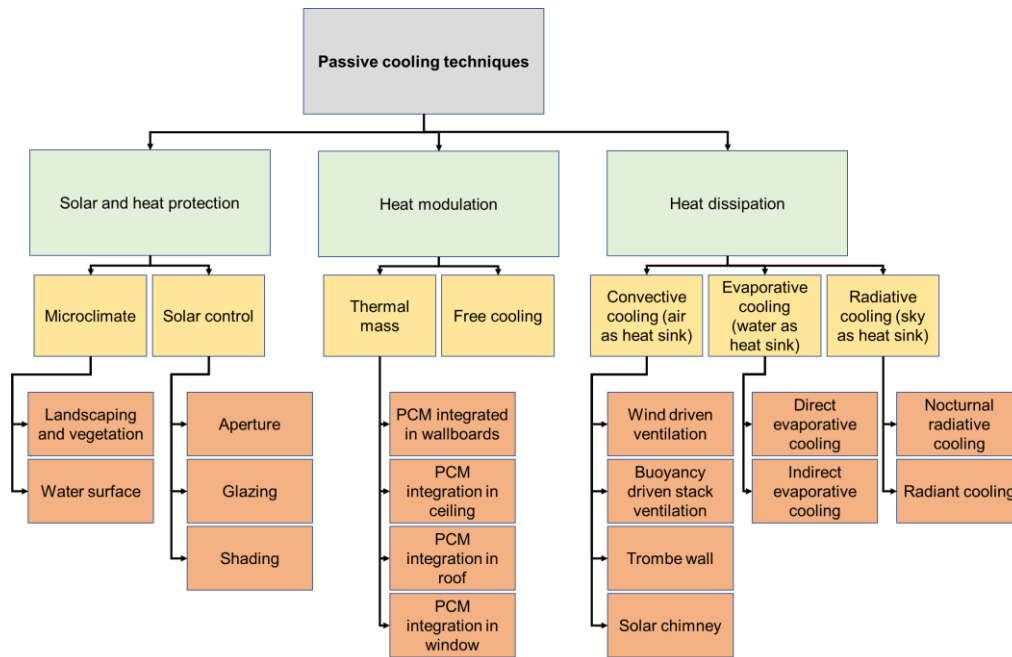 Passive cooling techniques
Solar and heat protection
Heat modulation
Heat dissipation
Microclimate
Solar control
Thermal
mass
Free cooling
Convective
cooling (air
as heat sink)
Evaporative
cooling
(water as
heat sink)
Radiative
cooling (sky
as heat sink)
Landscaping
and vegetation
Water surface
Aperture
Glazing
Shading
PCM integrated
in wallboards
PCM
integration in
ceiling
PCM
integration in
roof
PCM
integration in
window
Wind driven
ventilation
Buoyancy
driven stack
ventilation
Trombe wall
Solar chimney
Direct
evaporative
cooling
Indirect
evaporative
cooling
Nocturnal
radiative
cooling
Radiant cooling